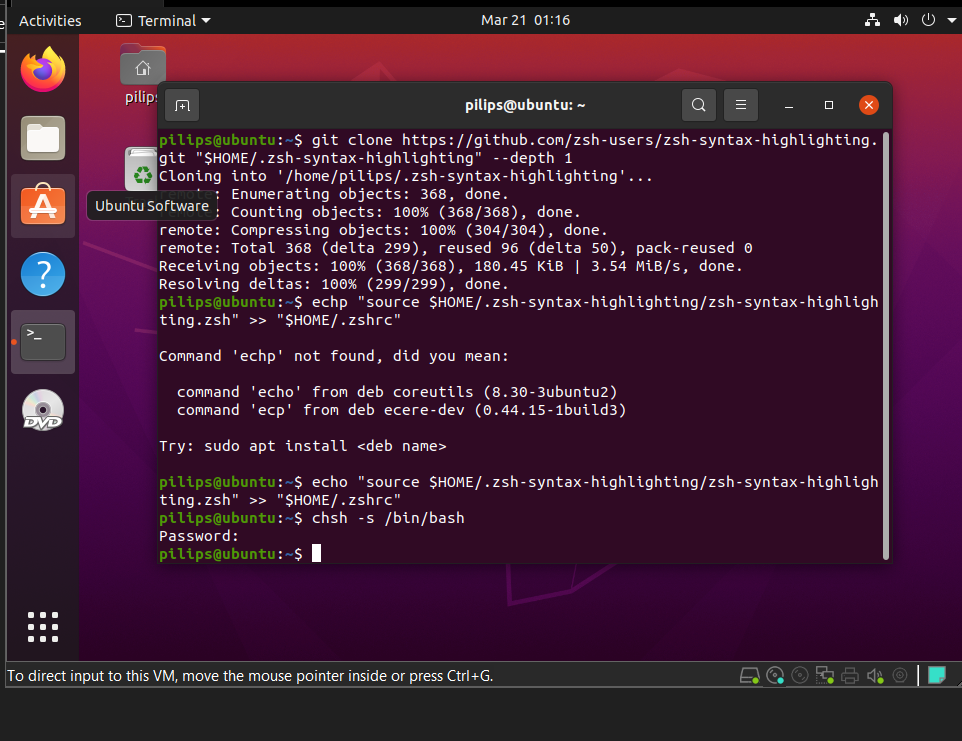 Activities
Terminal
Mar 21 01:16
pilips
pilips@ubuntu: ~
pilips@ubuntu:~$ git clone https://github.com/zsh-users/zsh-syntax-highlighting.
git "$HOME/.zsh-syntax-highlighting" --depth 1
Cloning into '/home/pilips/.zsh-syntax-highlighting'...
remote: Enumerating objects: 368, done.
Ubuntu Software
remote: Counting objects: 100% (368/368), done.
remote: Compressing objects: 100% (304/304), done.
remote: Total 368 (delta 299), reused 96 (delta 50), pack-reused 0
Receiving objects: 100% (368/368), 180.45 KiB | 3.54 MiB/s, done.
Resolving deltas: 100% (299/299), done.
pilips@ubuntu:~$ echp "source $HOME/.zsh-syntax-highlighting/zsh-syntax-highligh
ting.zsh" >> "$HOME/.zshrc"
Command 'echp' not found, did you mean:
command 'echo' from deb coreutils (8.30-3ubuntu2)
command 'ecp' from deb ecere-dev (0.44.15-1build3)
Try: sudo apt install <deb name>
pilips@ubuntu:~$ echo "source $HOME/.zsh-syntax-highlighting/zsh-syntax-highligh
ting.zsh" >> "$HOME/.zshrc"
pilips@ubuntu:~$ chsh -s /bin/bash
Password:
pilips@ubuntu:~$
DVD
To direct input to this VM, move the mouse pointer inside or press Ctrl+G.